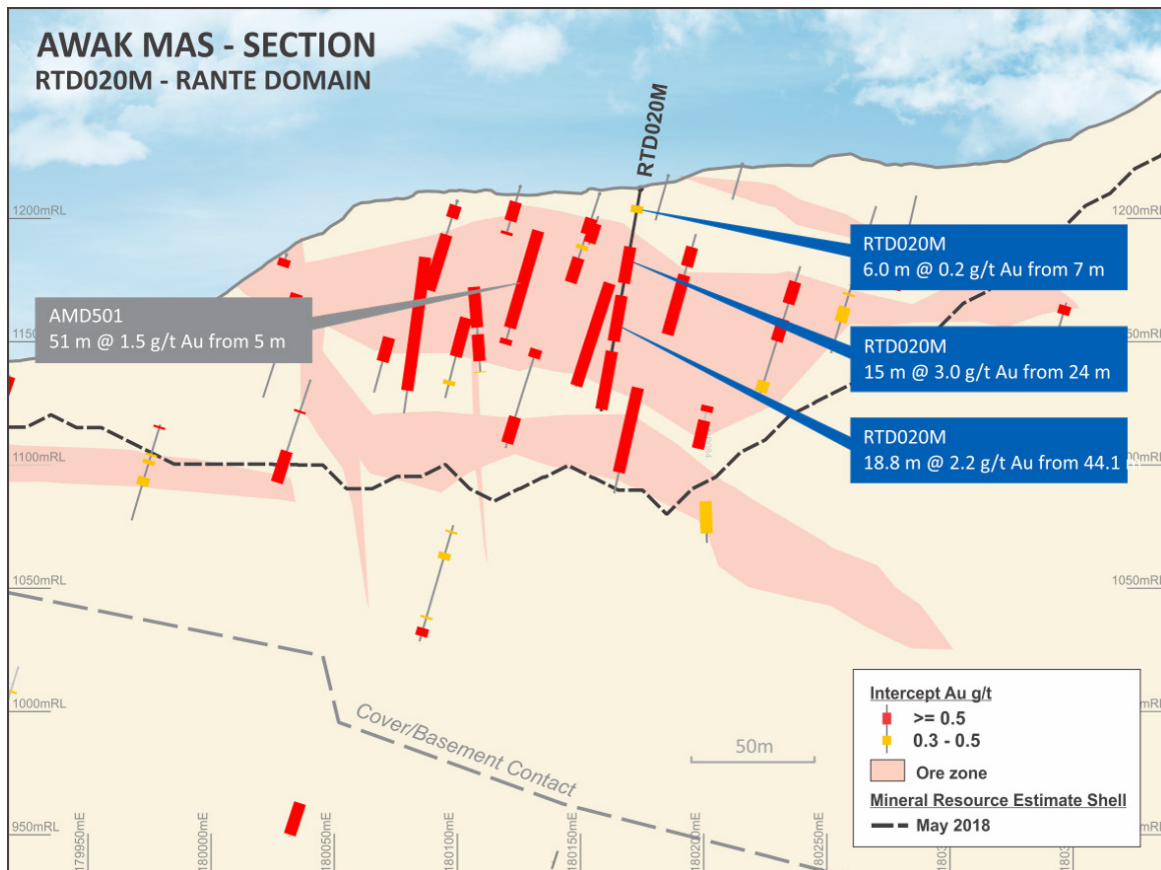 AWAK MAS - SECTION
RTD020M - RANTE DOMAIN
RTD020M
1200mRL
1200mRL
RTD020M
6.0 m @ 0.2 g/t Au from 7 m
AMD501
51 m @ 1.5 g/t Au from 5 m
RTD020M
15 m @ 3.0 g/t Au from 24 m
RTD020M
18.8 m @ 2.2 g/t Au from 44.1 m
1100mRL
1050mRL
1050mRL
1000mRL
950mRL
Cover/Basement Contact
50m
Intercept Au g/t
>= 0.5
0.3 - 0.5
Ore zone
Mineral Resource Estimate Shell
May 2018
179950mE
180000mE
180050mE
180100mE
180150mE
180200mE
180250mE